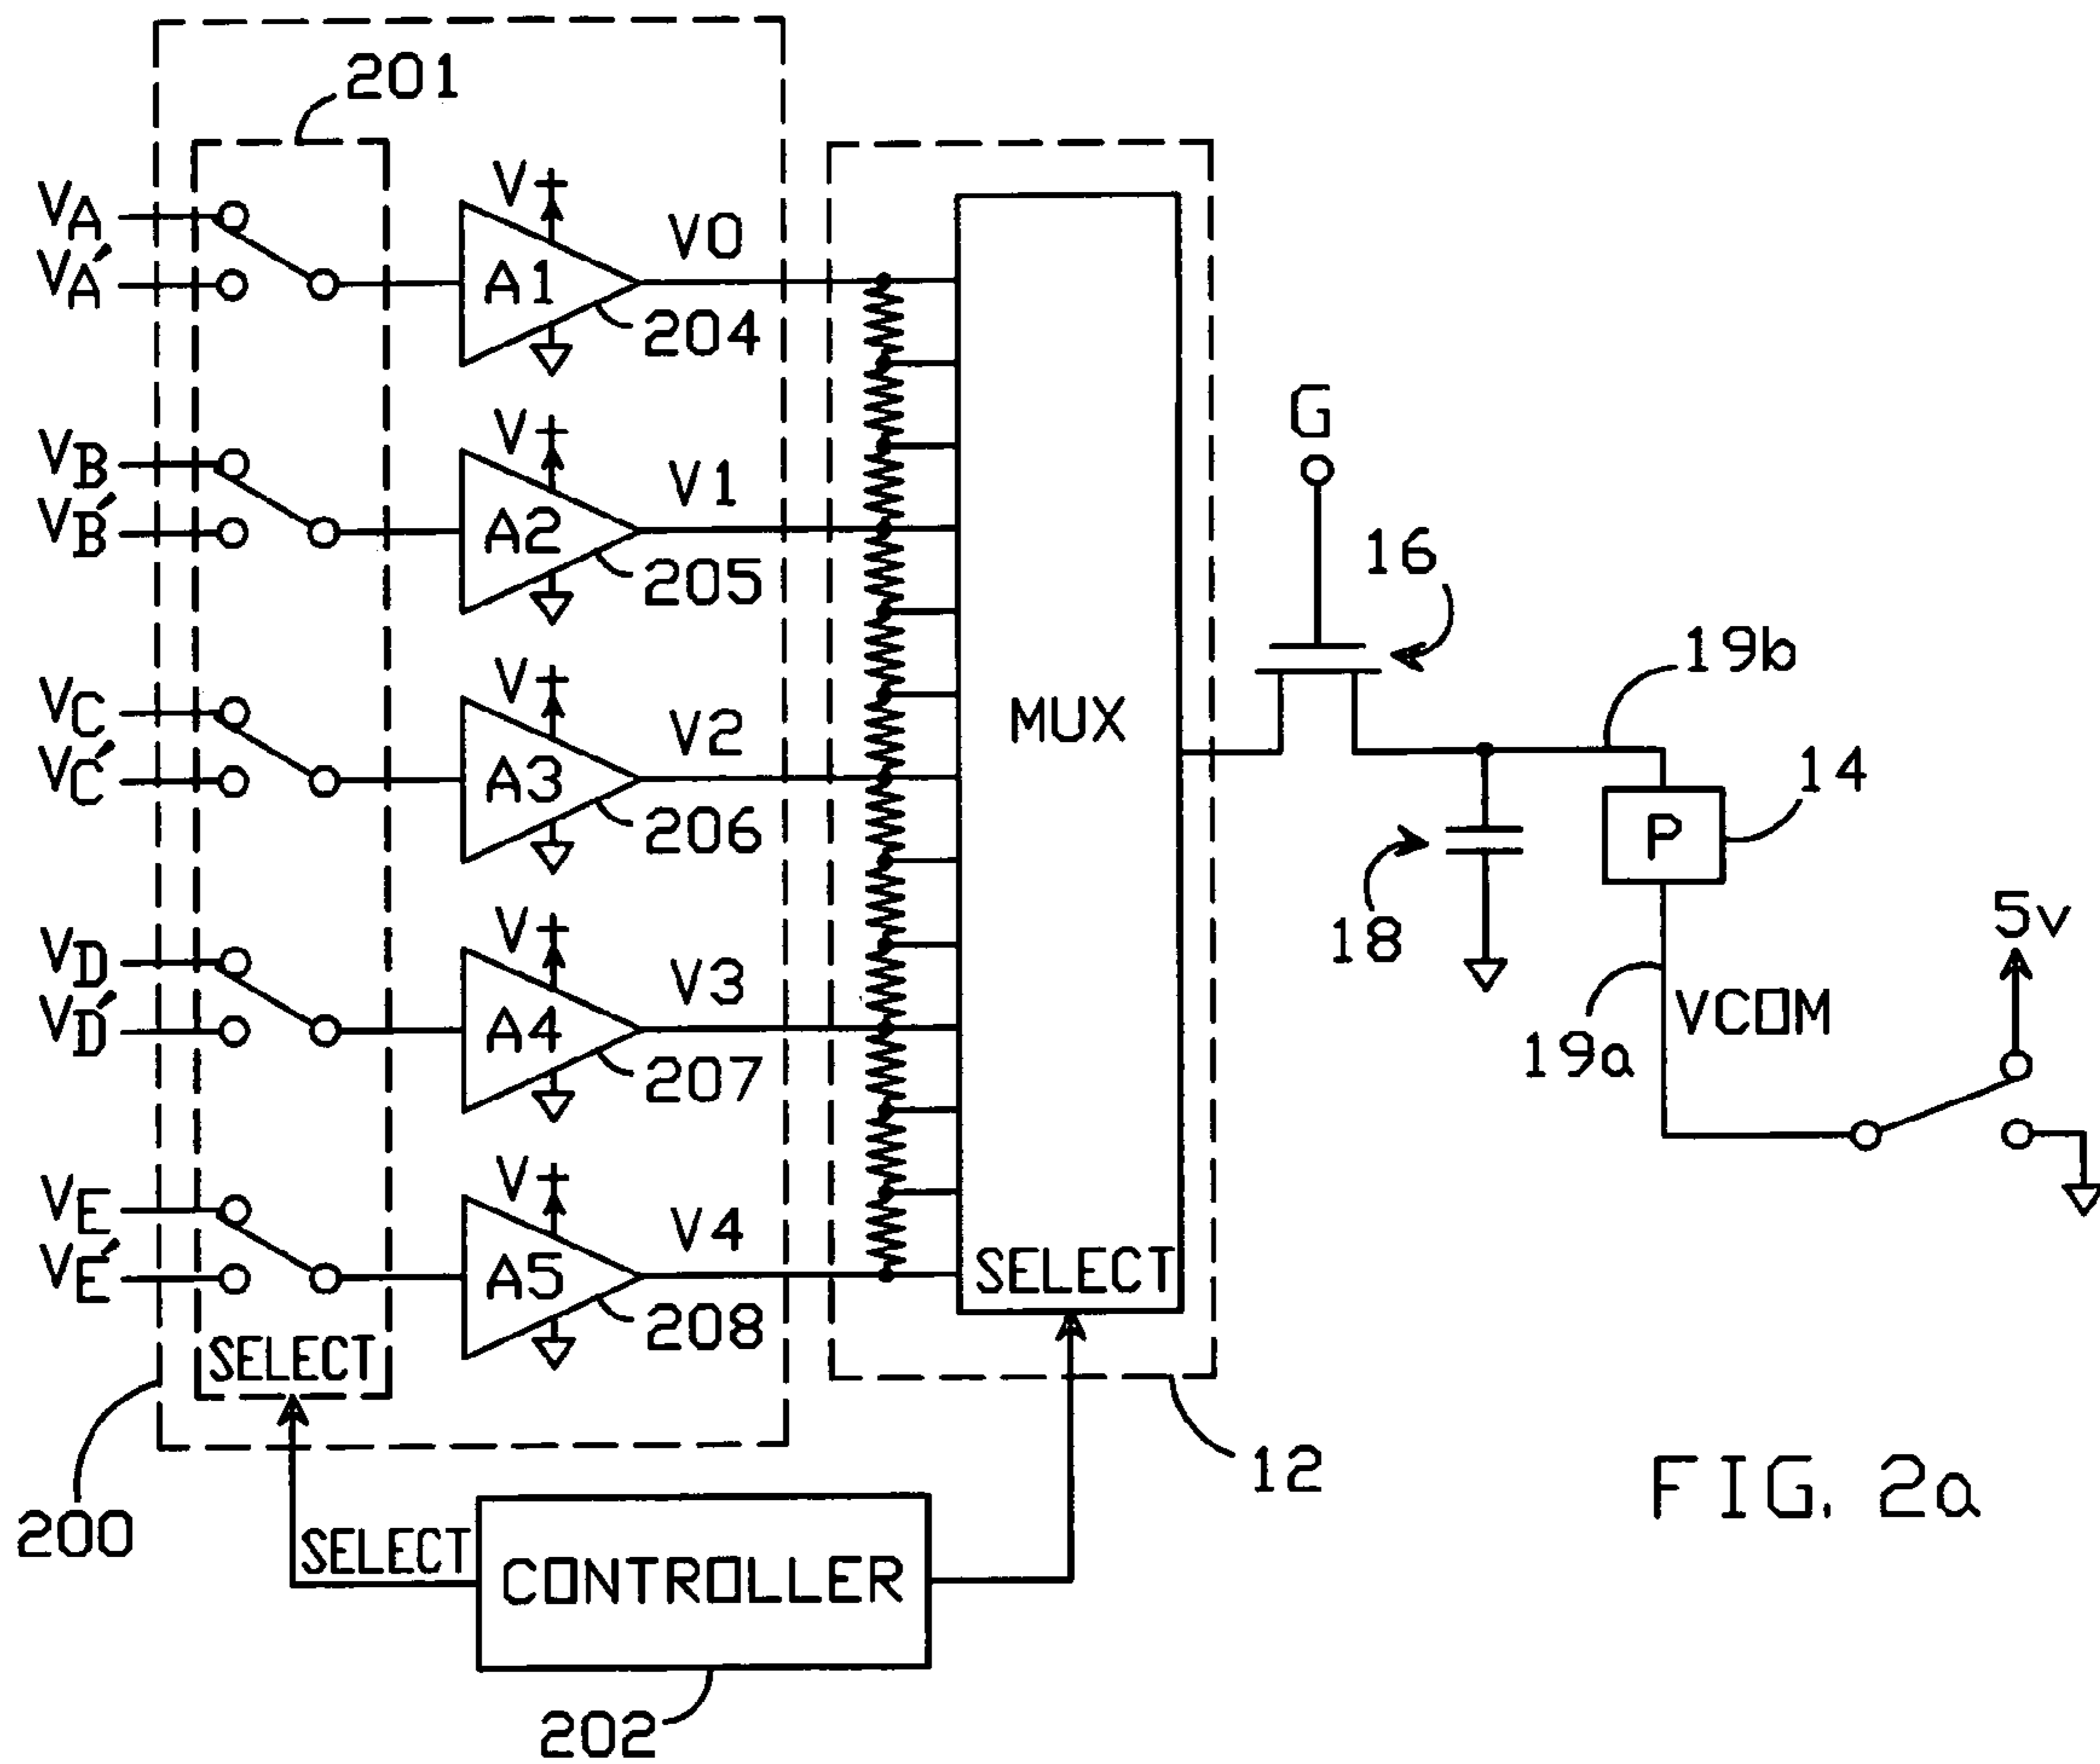 201
VA
VA′
V+
A1
V0
204
VB
VB′
V+
A2
V1
205
G
16
VC
VC′
V+
A3
V2
206
MUX
19b
14
P
18
VD
VD′
V+
A4
V3
207
5v
VCOM
19a
VE
VE′
V+
A5
V4
208
SELECT
SELECT
200
SELECT
CONTROLLER
12
202
FIG. 2a